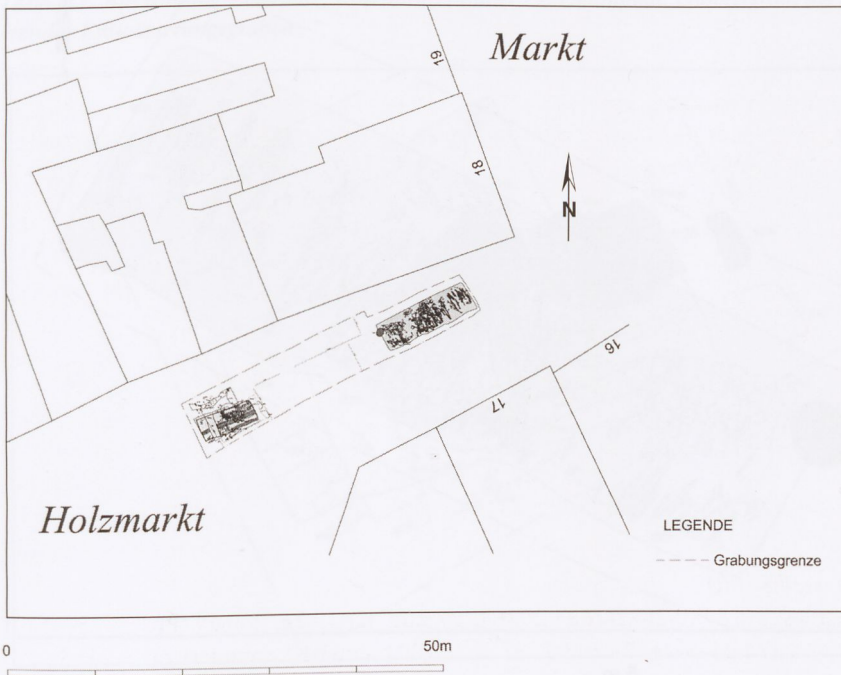 Markt
19
18
N
16
17
Holzmarkt
LEGENDE
Grabungsgrenze
0 50m